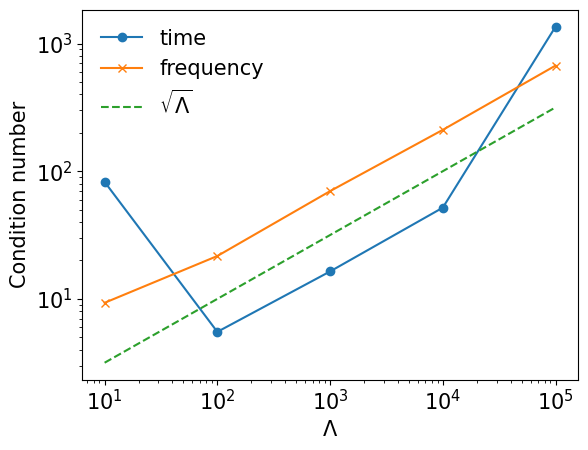 time
frequency
√Λ
10³
10²
10¹
Condition number
10¹ 10² 10³ 10⁴ 10⁵
Λ